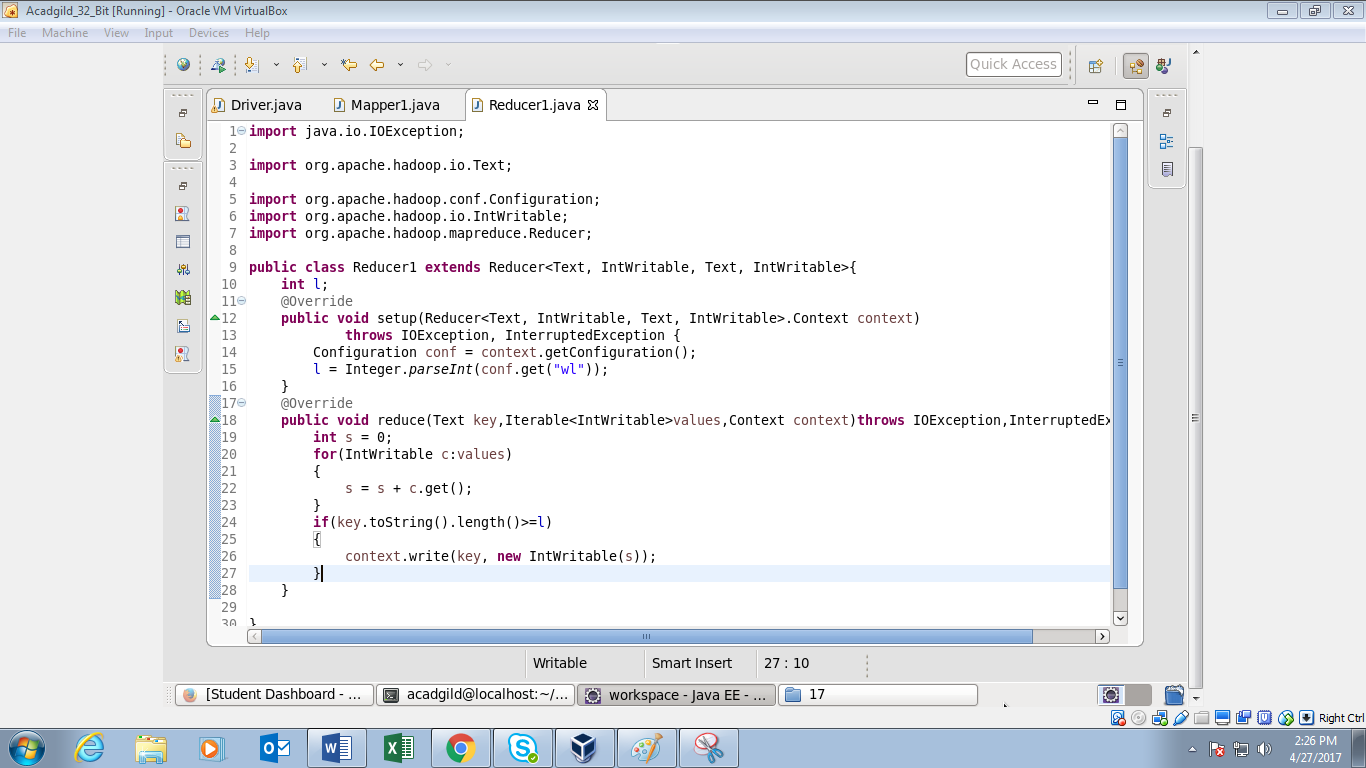 Acadgild_32_Bit [Running] - Oracle VM VirtualBox
File Machine View Input Devices Help
Quick Access
Driver.java Mapper1.java Reducer1.java
1 import java.io.IOException;
2
3 import org.apache.hadoop.io.Text;
4
5 import org.apache.hadoop.conf.Configuration;
6 import org.apache.hadoop.io.IntWritable;
7 import org.apache.hadoop.mapreduce.Reducer;
8
9 public class Reducer1 extends Reducer<Text, IntWritable, Text, IntWritable>{
10 int l;
11 @Override
12 public void setup(Reducer<Text, IntWritable, Text, IntWritable>.Context context)
13 throws IOException, InterruptedException {
14 Configuration conf = context.getConfiguration();
15 l = Integer.parseInt(conf.get("wl"));
16 }
17 @Override
18 public void reduce(Text key,Iterable<IntWritable>values,Context context)throws IOException,InterruptedEx
19 int s = 0;
20 for(IntWritable c:values)
21 {
22 s = s + c.get();
23 }
24 if(key.toString().length()>=l)
25 {
26 context.write(key, new IntWritable(s));
27 }
28 }
29
30 }
Writable Smart Insert 27 : 10
[Student Dashboard - ... acadgild@localhost:~/... workspace - Java EE - ... 17
Right Ctrl
2:26 PM
4/27/2017